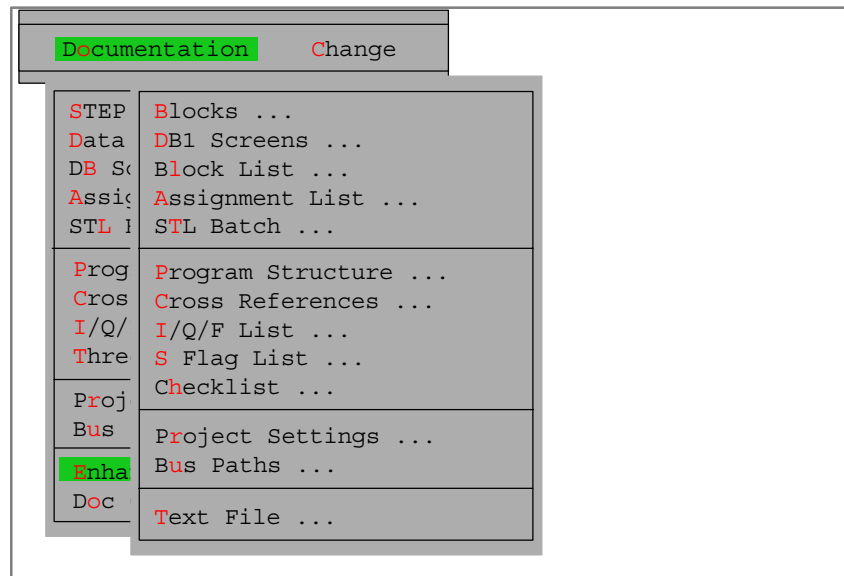 Documentation Change
STEP
Data
DB
Assig
STL
Prog
Cros
I/Q/
Thre
Proj
Bus
Enha
Doc
Blocks ...
DB1 Screens ...
Block List ...
Assignment List ...
STL Batch ...
Program Structure ...
Cross References ...
I/Q/F List ...
S Flag List ...
Checklist ...
Project Settings ...
Bus Paths ...
Text File ...